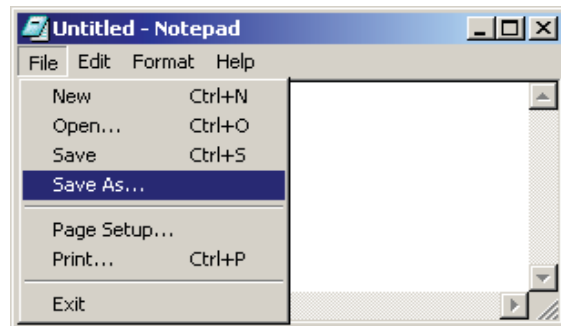 Untitled - Notepad
File Edit Format Help
New Ctrl+N
Open... Ctrl+O
Save Ctrl+S
Save As...
Page Setup...
Print... Ctrl+P
Exit